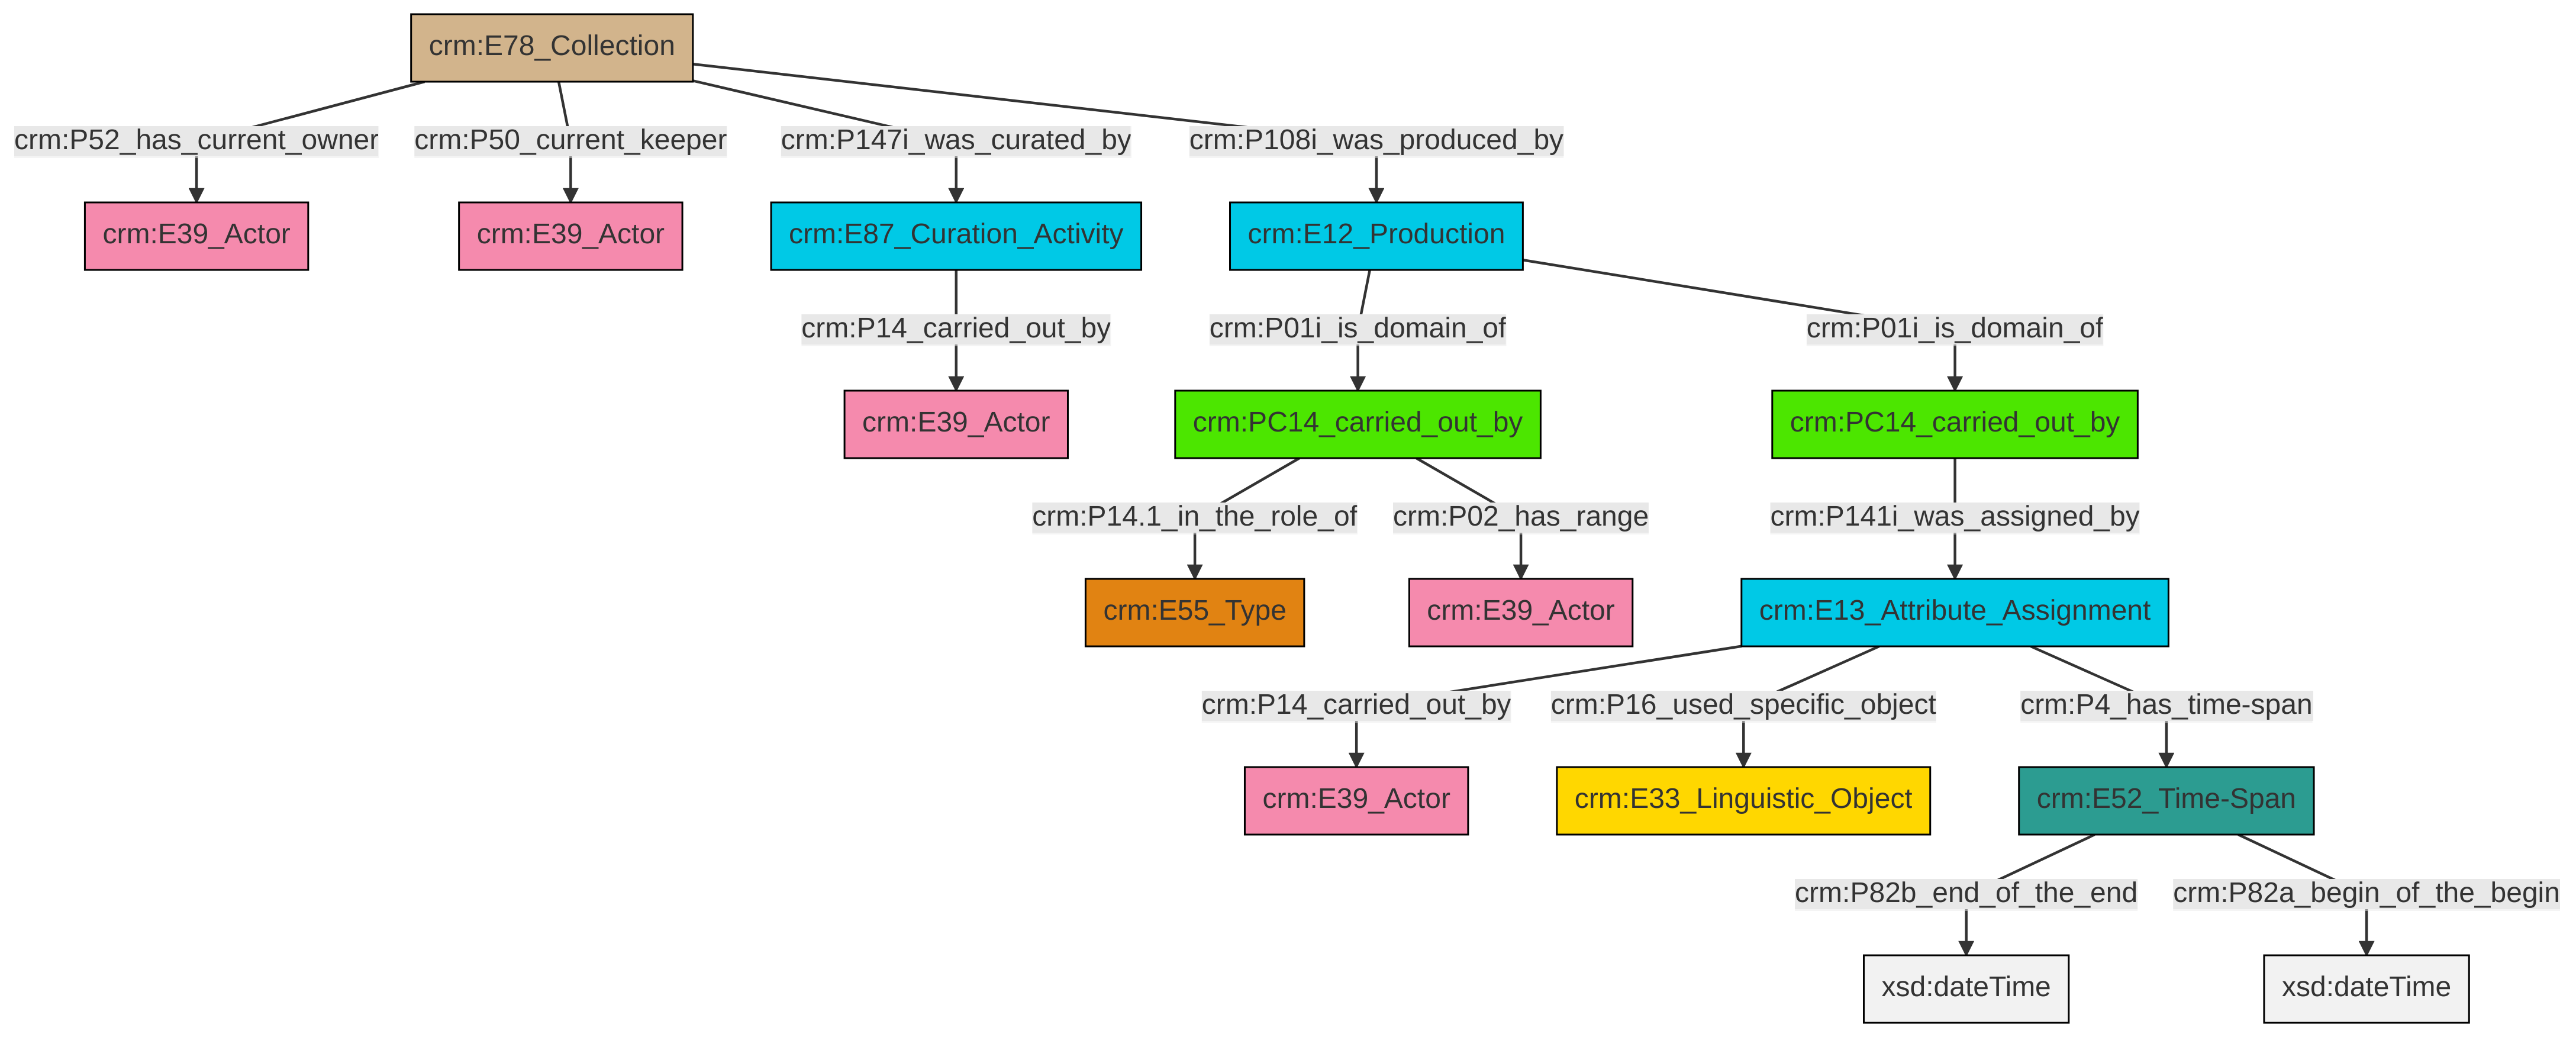 crm:E78_Collection
crm:P52_has_current_owner
crm:P50_current_keeper
crm:P147i_was_curated_by
crm:P108i_was_produced_by
crm:E39_Actor
crm:E39_Actor
crm:E87_Curation_Activity
crm:E12_Production
crm:P14_carried_out_by
crm:P01i_is_domain_of
crm:P01i_is_domain_of
crm:E39_Actor
crm:PC14_carried_out_by
crm:PC14_carried_out_by
crm:P14.1_in_the_role_of
crm:P02_has_range
crm:P141i_was_assigned_by
crm:E55_Type
crm:E39_Actor
crm:E13_Attribute_Assignment
crm:P14_carried_out_by
crm:P16_used_specific_object
crm:P4_has_time-span
crm:E39_Actor
crm:E33_Linguistic_Object
crm:E52_Time-Span
crm:P82b_end_of_the_end
crm:P82a_begin_of_the_begin
xsd:dateTime
xsd:dateTime